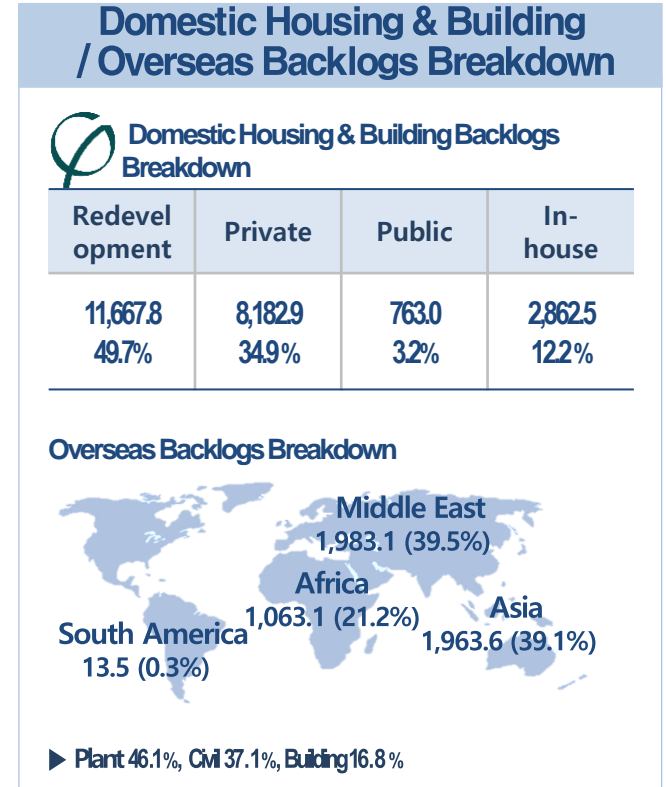 Domestic Housing & Building
/ Overseas Backlogs Breakdown
Domestic Housing & Building Backlogs
Breakdown
Redevel
opment
Private
Public
In-
house
11,667.8
8,182.9
763.0
2,862.5
49.7%
34.9%
3.2%
12.2%
Overseas Backlogs Breakdown
Middle East
1,983.1 (39.5%)
Africa
1,063.1 (21.2%)
Asia
1,963.6 (39.1%)
South America
13.5 (0.3%)
▶ Plant 46.1%, Civil 37.1%, Building 16.8%